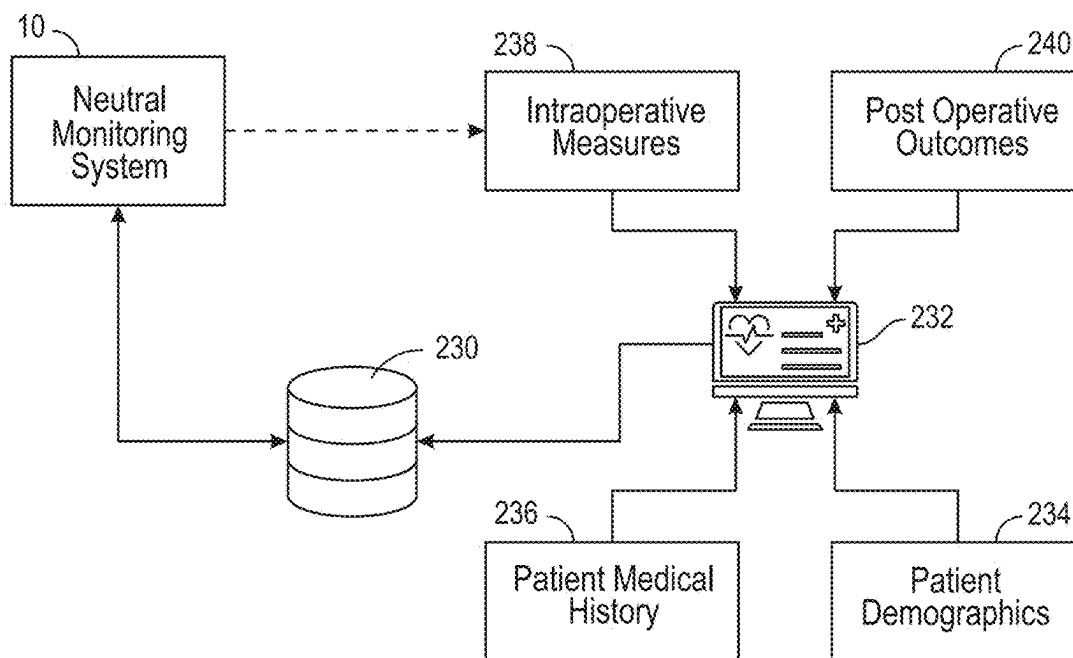 10
Neutral
Monitoring
System
238
Intraoperative
Measures
240
Post Operative
Outcomes
232
230
236
Patient Medical
History
234
Patient
Demographics